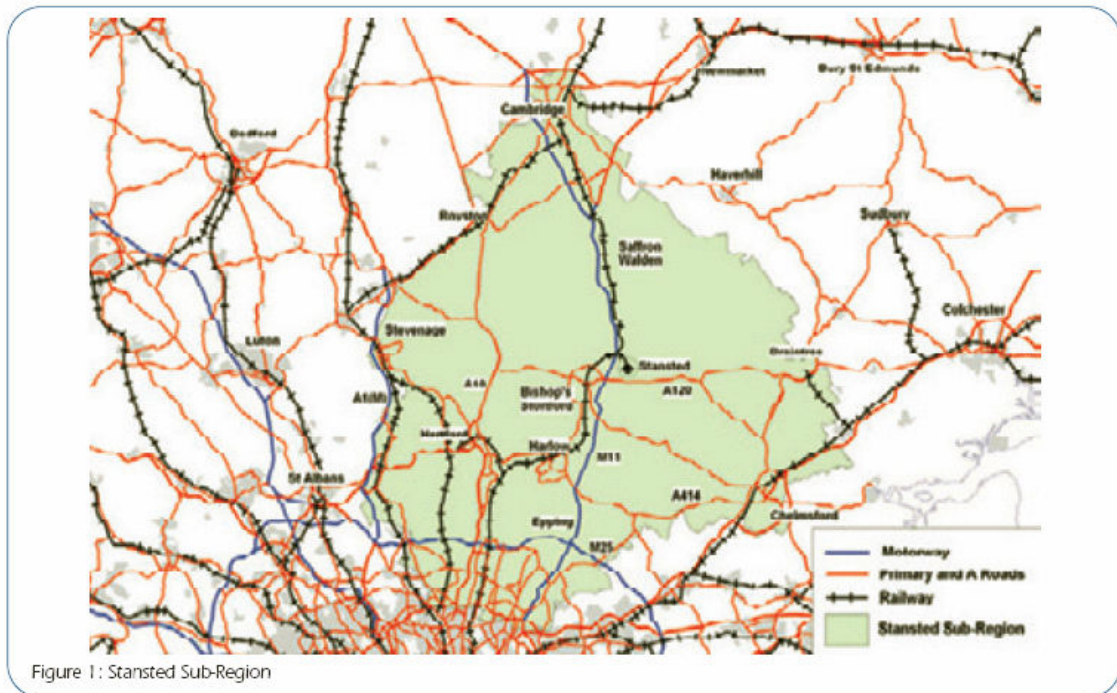 Newmarket
Bury St Edmunds
Cambridge
Bedford
Haverhill
Royston
Sudbury
Saffron
Walden
Colchester
Stevenage
Luton
Braintree
Stansted
A10
A1(M)
Bishop's
Stortford
A120
Hertford
Harlow
M11
St Albans
A414
Chelmsford
Epping
M25
Motorway
Primary and A Roads
Railway
Stansted Sub-Region
Figure 1: Stansted Sub-Region